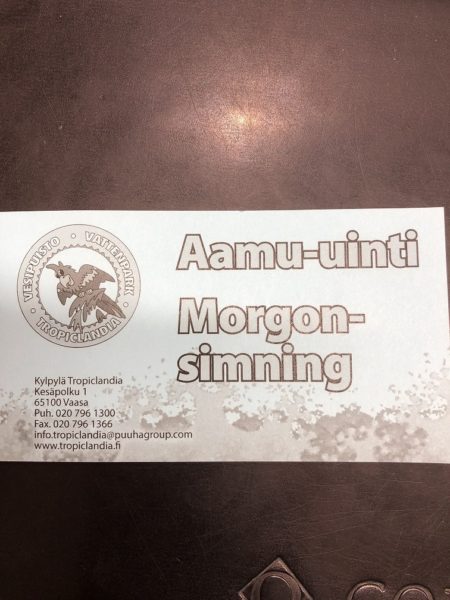 VESIPUISTO • VATTENPARK •
TROPICLANDIA
Aamu-uinti
Morgon-
simning
Kylpylä Tropiclandia
Kesäpolku 1
65100 Vaasa
Puh. 020 796 1300
Fax. 020 796 1366
info.tropiclandia@puuhagroup.com
www.tropiclandia.fi